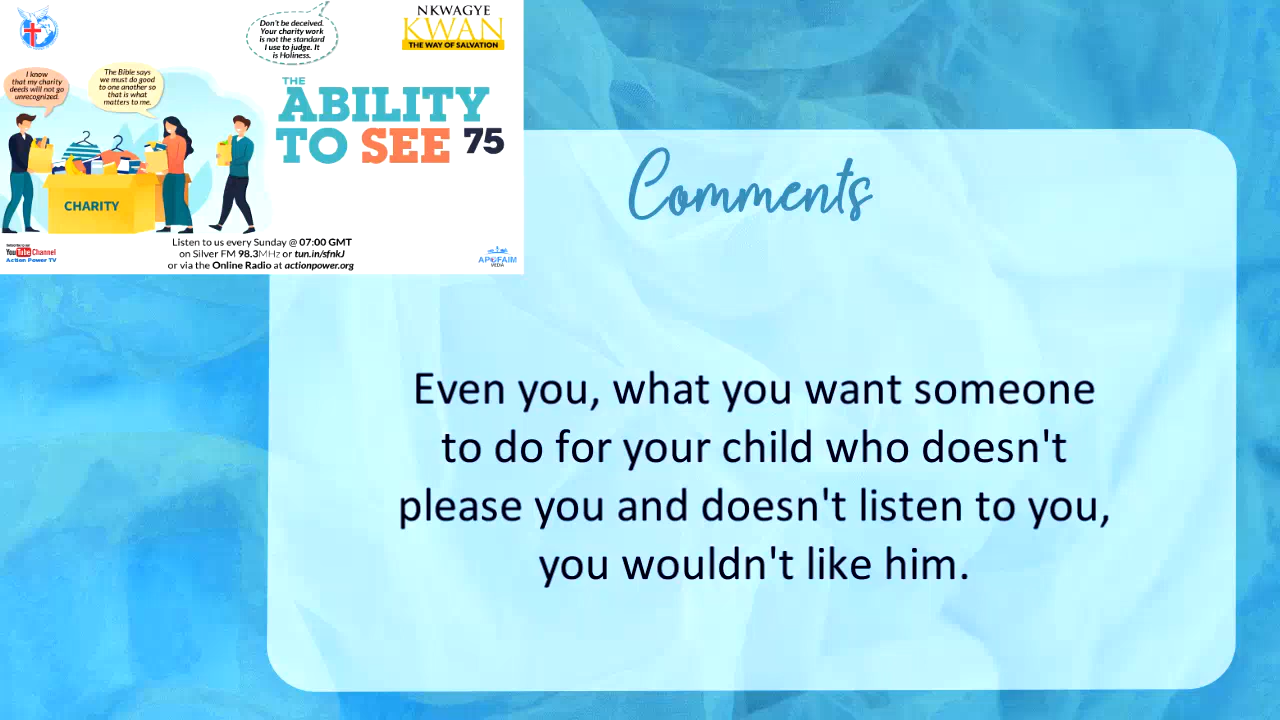 Don't be deceived.
Your charity work
is not the standard
I use to judge. It
is Holiness.
NKWAGYE
KWAN
THE WAY OF SALVATION
I know
that my charity
deeds will not go
unrecognized.
The Bible says
we must do good
to one another so
that is what
matters to me.
THE
ABILITY
TO SEE 75
CHARITY
Listen to us every Sunday @ 07:00 GMT
on Silver FM 98.3MHz or tun.in/sfnkJ
or via the Online Radio at actionpower.org
YouTube Channel
Action Power TV
APOFAIM
MEDIA
Comments
Even you, what you want someone
to do for your child who doesn't
please you and doesn't listen to you,
you wouldn't like him.